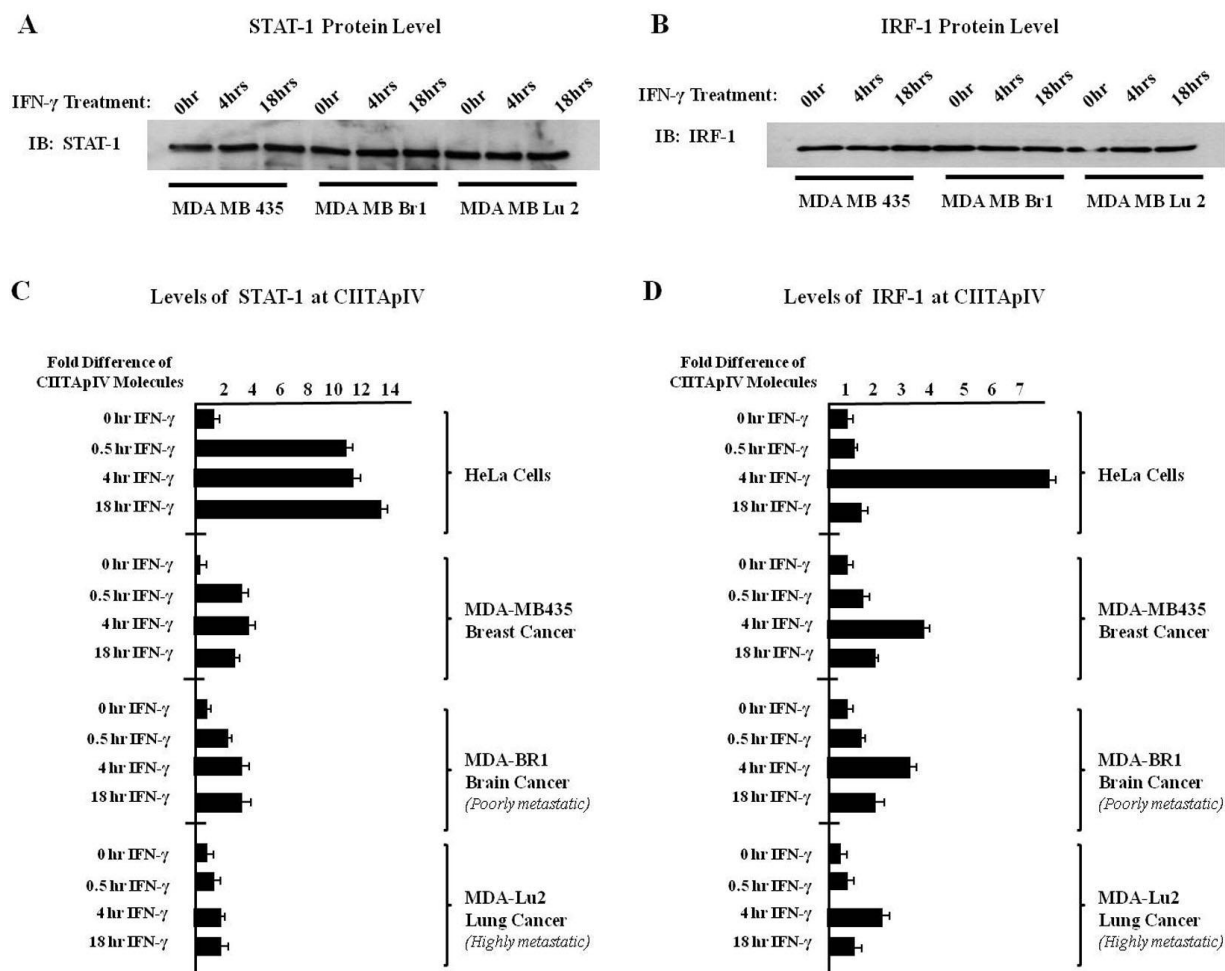 A
STAT-1 Protein Level
IFN-γ Treatment:
0hr 4hrs 18hrs 0hr 4hrs 18hrs 0hr 4hrs 18hrs
IB: STAT-1
MDA MB 435 MDA MB Br1 MDA MB Lu 2
B
IRF-1 Protein Level
IFN-γ Treatment:
0hr 4hrs 18hrs 0hr 4hrs 18hrs 0hr 4hrs 18hrs
IB: IRF-1
MDA MB 435 MDA MB Br1 MDA MB Lu 2
C
Levels of STAT-1 at CIITApIV
Fold Difference of
CIITApIV Molecules
2 4 6 8 10 12 14
0 hr IFN-γ
0.5 hr IFN-γ
4 hr IFN-γ
18 hr IFN-γ
HeLa Cells
0 hr IFN-γ
0.5 hr IFN-γ
4 hr IFN-γ
18 hr IFN-γ
MDA-MB435
Breast Cancer
0 hr IFN-γ
0.5 hr IFN-γ
4 hr IFN-γ
18 hr IFN-γ
MDA-BR1
Brain Cancer
(Poorly metastatic)
0 hr IFN-γ
0.5 hr IFN-γ
4 hr IFN-γ
18 hr IFN-γ
MDA-Lu2
Lung Cancer
(Highly metastatic)
D
Levels of IRF-1 at CIITApIV
Fold Difference of
CIITApIV Molecules
1 2 3 4 5 6 7
0 hr IFN-γ
0.5 hr IFN-γ
4 hr IFN-γ
18 hr IFN-γ
HeLa Cells
0 hr IFN-γ
0.5 hr IFN-γ
4 hr IFN-γ
18 hr IFN-γ
MDA-MB435
Breast Cancer
0 hr IFN-γ
0.5 hr IFN-γ
4 hr IFN-γ
18 hr IFN-γ
MDA-BR1
Brain Cancer
(Poorly metastatic)
0 hr IFN-γ
0.5 hr IFN-γ
4 hr IFN-γ
18 hr IFN-γ
MDA-Lu2
Lung Cancer
(Highly metastatic)